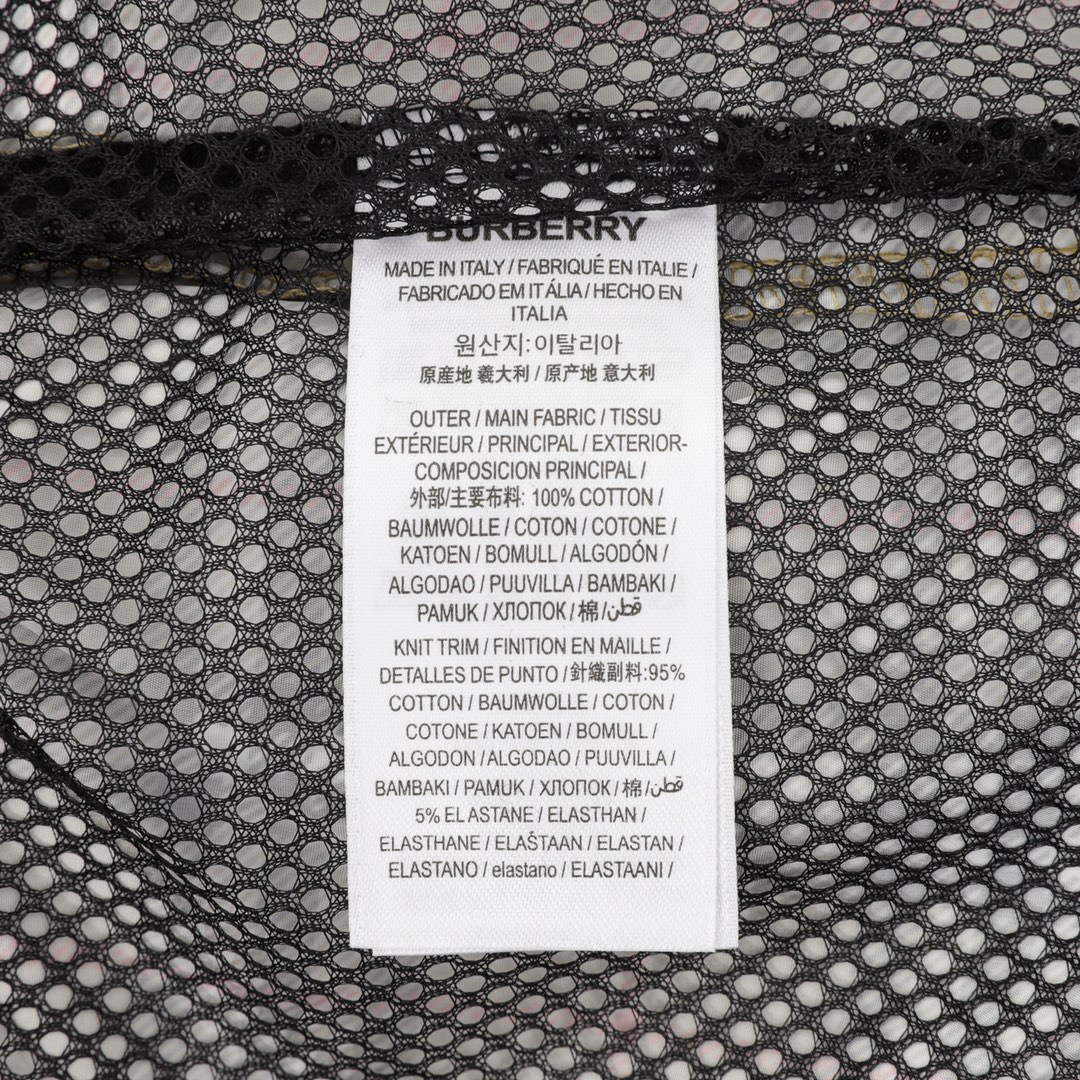 BURBERRY
MADE IN ITALY / FABRIQUÉ EN ITALIE /
FABRICADO EM ITÁLIA / HECHO EN
ITALIA
원산지: 이탈리아
原産地 義大利 / 原产地 意大利
OUTER / MAIN FABRIC / TISSU
EXTÉRIEUR / PRINCIPAL / EXTERIOR-
COMPOSICION PRINCIPAL /
外部/主要布料: 100% COTTON /
BAUMWOLLE / COTON / COTONE /
KATOEN / BOMULL / ALGODÓN /
ALGODAO / PUUVILLA / BAMBAKI /
PAMUK / ХЛОПОК / 棉 / قطن
KNIT TRIM / FINITION EN MAILLE /
DETALLES DE PUNTO / 針織副料: 95%
COTTON / BAUMWOLLE / COTON /
COTONE / KATOEN / BOMULL /
ALGODON / ALGODAO / PUUVILLA /
BAMBAKI / PAMUK / ХЛОПОК / 棉 / قطن
5% ELASTANE / ELASTHAN /
ELASTHANE / ELAŠTAAN / ELASTAN /
ELASTANO / elastano / ELASTAANI /